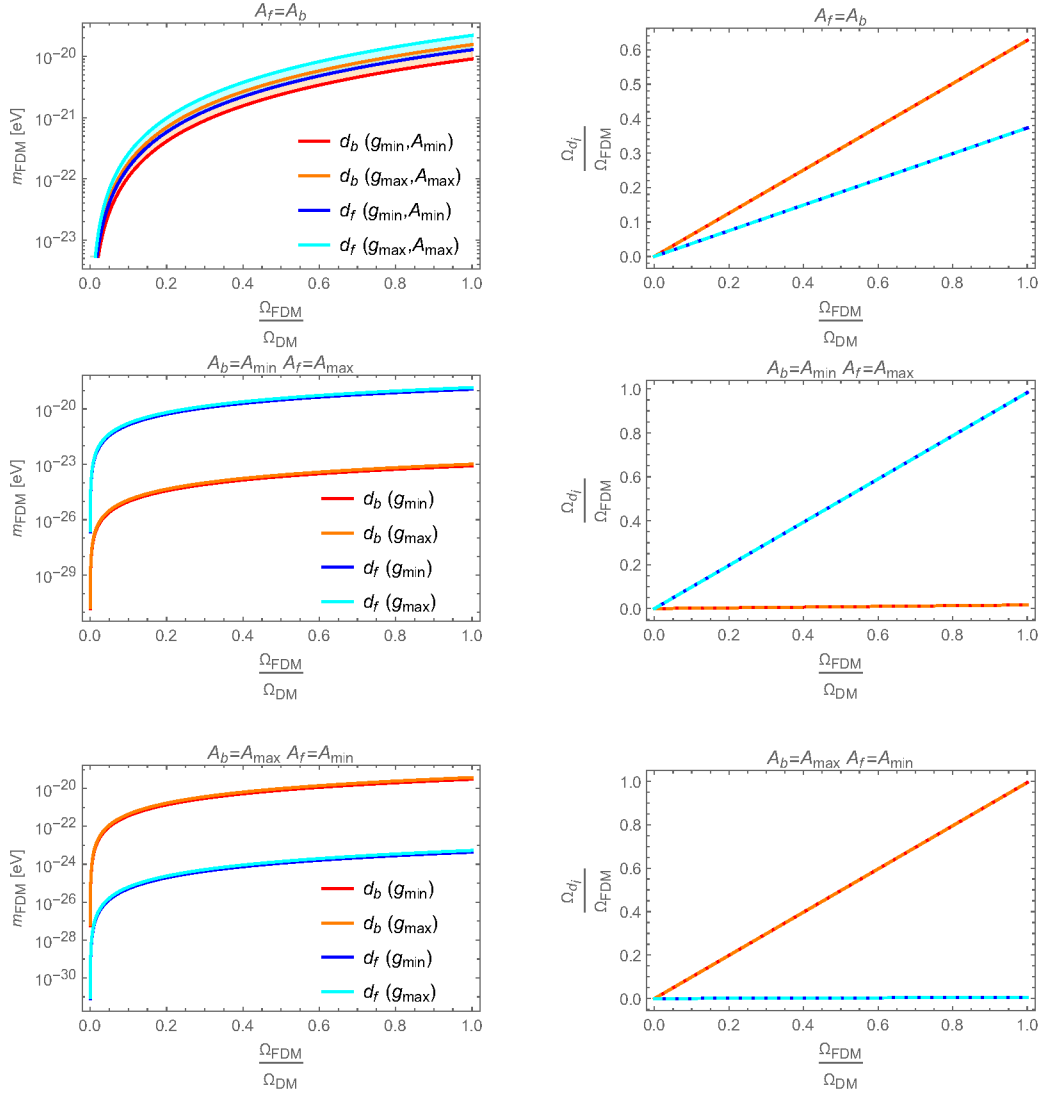 A_f=A_b
m_FDM [eV]
10^−20
10^−21
10^−22
10^−23
d_b (g_min,A_min)
d_b (g_max,A_max)
d_f (g_min,A_min)
d_f (g_max,A_max)
0.0 0.2 0.4 0.6 0.8 1.0
Ω_FDM
Ω_DM
A_f=A_b
Ω_{d_i}
Ω_FDM
0.6
0.5
0.4
0.3
0.2
0.1
0.0
0.0 0.2 0.4 0.6 0.8 1.0
Ω_FDM
Ω_DM
A_b=A_min A_f=A_max
m_FDM [eV]
10^−20
10^−23
10^−26
10^−29
d_b (g_min)
d_b (g_max)
d_f (g_min)
d_f (g_max)
0.0 0.2 0.4 0.6 0.8 1.0
Ω_FDM
Ω_DM
A_b=A_min A_f=A_max
Ω_{d_i}
Ω_FDM
1.0
0.8
0.6
0.4
0.2
0.0
0.0 0.2 0.4 0.6 0.8 1.0
Ω_FDM
Ω_DM
A_b=A_max A_f=A_min
m_FDM [eV]
10^−20
10^−22
10^−24
10^−26
10^−28
10^−30
d_b (g_min)
d_b (g_max)
d_f (g_min)
d_f (g_max)
0.0 0.2 0.4 0.6 0.8 1.0
Ω_FDM
Ω_DM
A_b=A_max A_f=A_min
Ω_{d_i}
Ω_FDM
1.0
0.8
0.6
0.4
0.2
0.0
0.0 0.2 0.4 0.6 0.8 1.0
Ω_FDM
Ω_DM